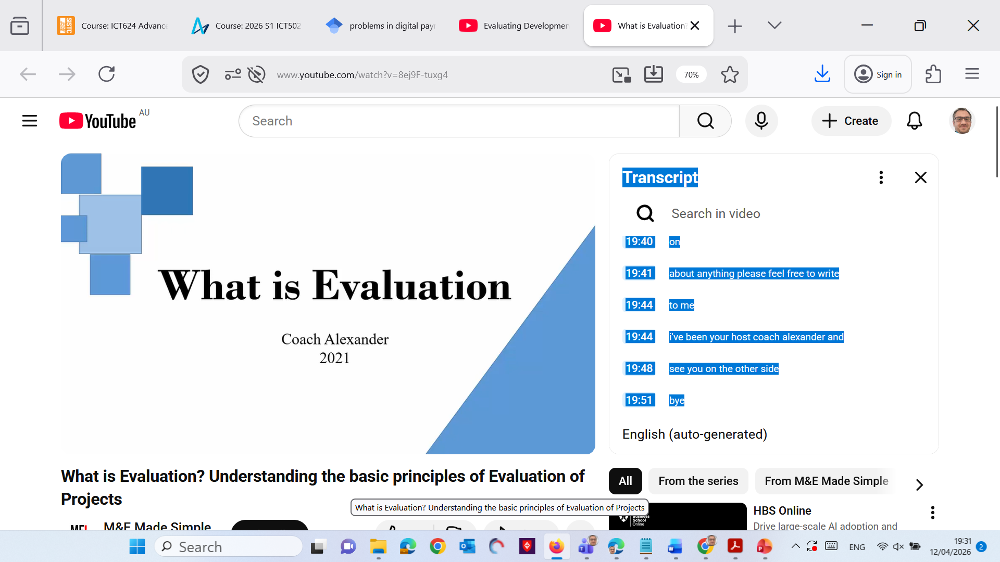 Course: ICT624 Advance
Course: 2026 S1 ICT502
problems in digital payr
Evaluating Developmen
What is Evaluation?
www.youtube.com/watch?v=8ej9F-tuxg4
70%
Sign in
YouTube
AU
Search
Create
What is Evaluation
Coach Alexander
2021
Transcript
Search in video
19:40 on
19:41 about anything please feel free to write
19:44 to me
19:44 i've been your host coach alexander and
19:48 see you on the other side
19:51 bye
English (auto-generated)
What is Evaluation? Understanding the basic principles of Evaluation of
Projects
What is Evaluation? Understanding the basic principles of Evaluation of Projects
M&E Made Simple
All
From the series
From M&E Made Simple
Business
School
Online
HBS Online
Drive large-scale AI adoption and
Search
ENG
19:31
12/04/2026
2